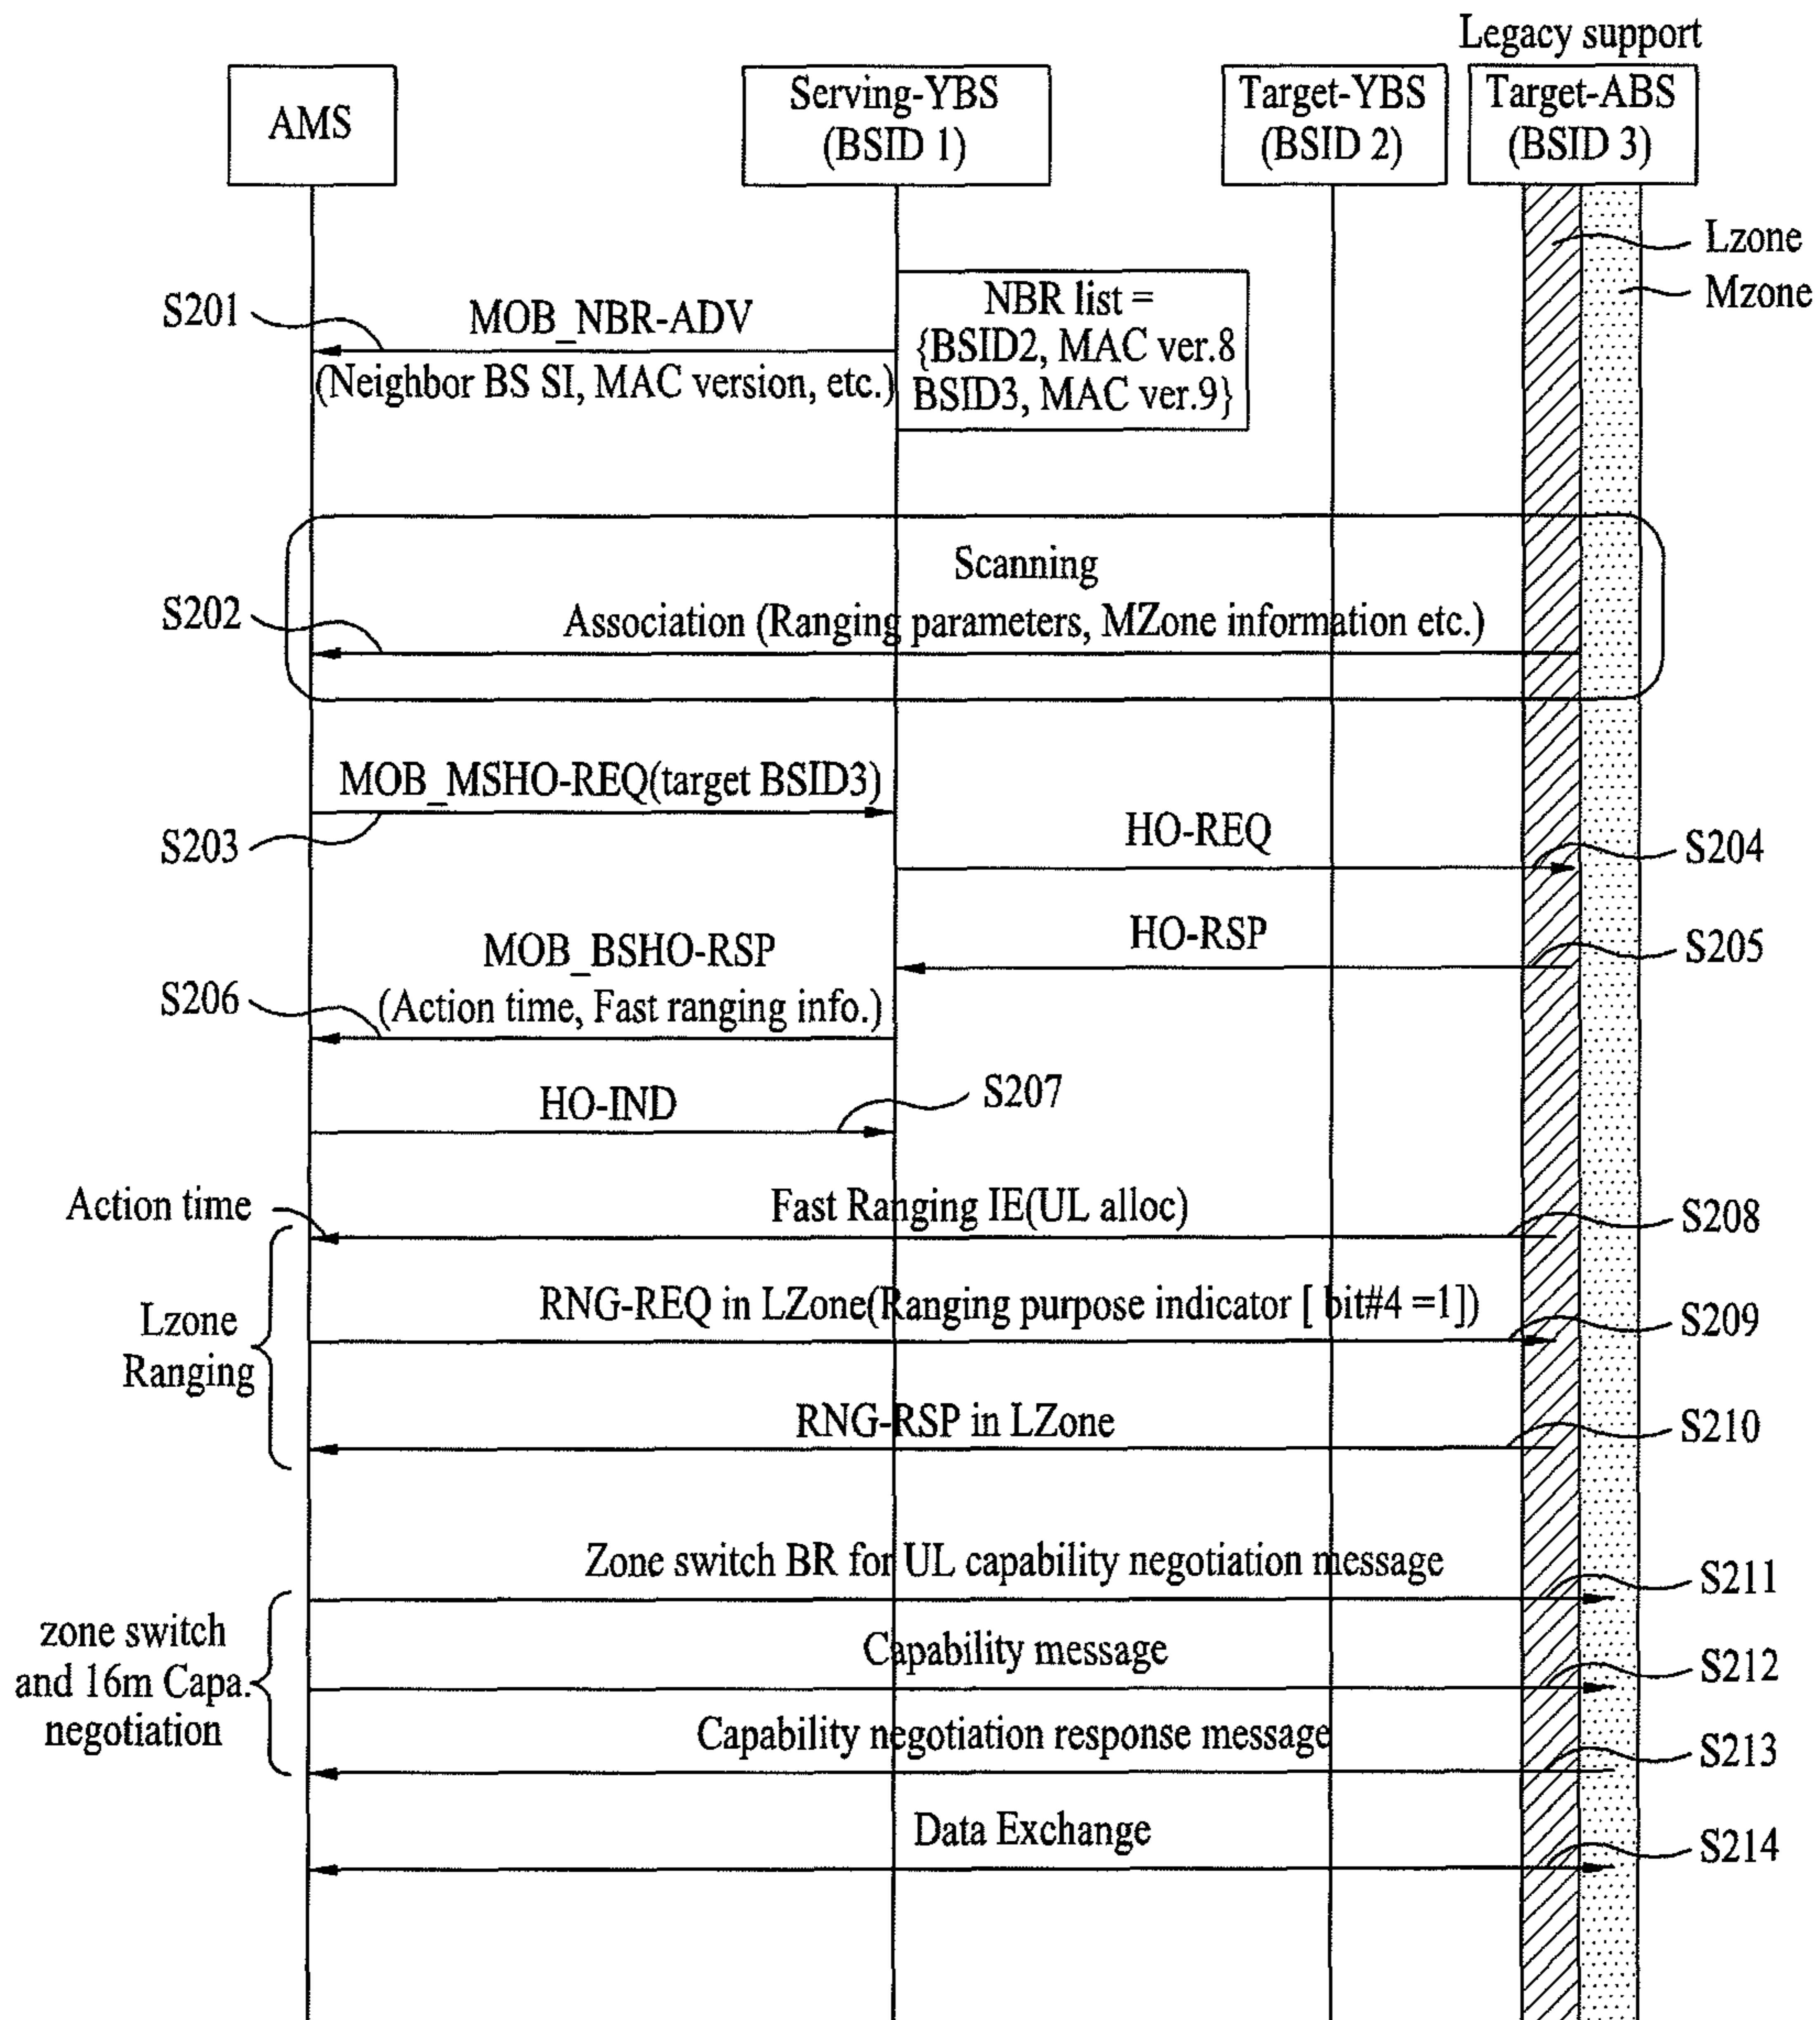 Legacy support
AMS
Serving-YBS
(BSID 1)
Target-YBS
(BSID 2)
Target-ABS
(BSID 3)
Lzone
Mzone
S201
MOB_NBR-ADV
(Neighbor BS SI, MAC version, etc.)
NBR list =
{BSID2, MAC ver.8
BSID3, MAC ver.9}
Scanning
S202
Association (Ranging parameters, MZone information etc.)
MOB_MSHO-REQ(target BSID3)
S203
HO-REQ
S204
HO-RSP
S205
MOB_BSHO-RSP
(Action time, Fast ranging info.)
S206
HO-IND
S207
Action time
Fast Ranging IE(UL alloc)
S208
Lzone
Ranging
RNG-REQ in LZone(Ranging purpose indicator [ bit#4 =1])
S209
RNG-RSP in LZone
S210
Zone switch BR for UL capability negotiation message
S211
zone switch
and 16m Capa.
negotiation
Capability message
S212
Capability negotiation response message
S213
Data Exchange
S214